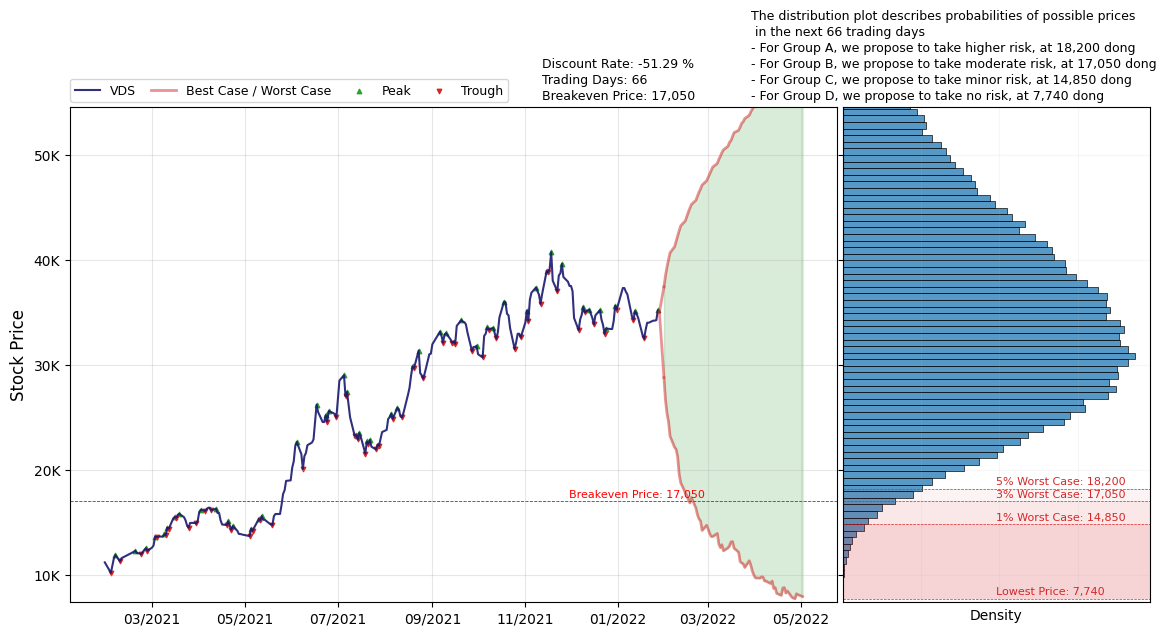 The distribution plot describes probabilities of possible prices
in the next 66 trading days
- For Group A, we propose to take higher risk, at 18,200 dong
- For Group B, we propose to take moderate risk, at 17,050 dong
- For Group C, we propose to take minor risk, at 14,850 dong
- For Group D, we propose to take no risk, at 7,740 dong
Discount Rate: -51.29 %
Trading Days: 66
Breakeven Price: 17,050
VDS
Best Case / Worst Case
Peak
Trough
Stock Price
50K
40K
30K
20K
10K
Breakeven Price: 17,050
03/2021
05/2021
07/2021
09/2021
11/2021
01/2022
03/2022
05/2022
5% Worst Case: 18,200
3% Worst Case: 17,050
1% Worst Case: 14,850
Lowest Price: 7,740
Density